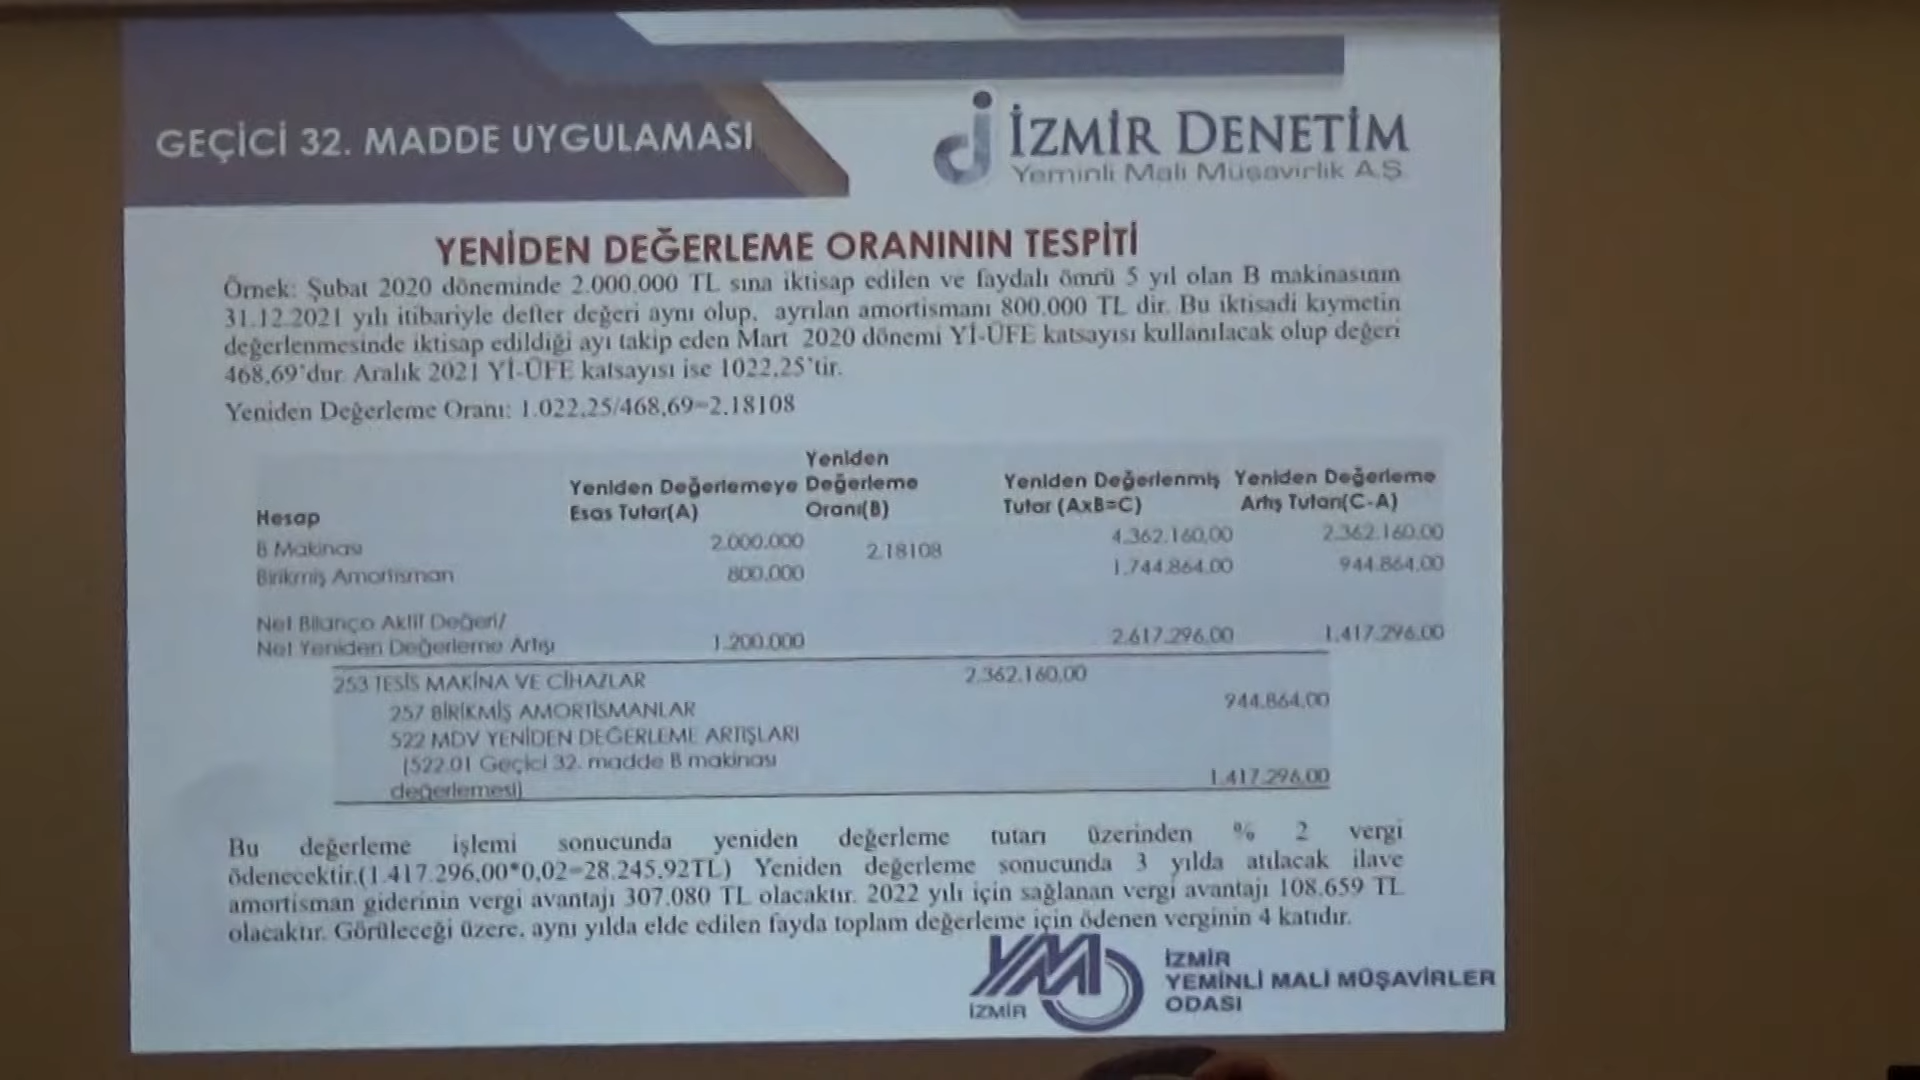 GEÇİCİ 32. MADDE UYGULAMASI
İZMİR DENETİM
Yeminli Mali Müşavirlik A.Ş.
YENİDEN DEĞERLEME ORANININ TESPİTİ
Örnek: Şubat 2020 döneminde 2.000.000 TL sına iktisap edilen ve faydalı ömrü 5 yıl olan B makinasının
31.12.2021 yılı itibariyle defter değeri aynı olup, ayrılan amortismanı 800.000 TL dir. Bu iktisadi kıymetin
değerlenmesinde iktisap edildiği ayı takip eden Mart 2020 dönemi Yİ-ÜFE katsayısı kullanılacak olup değeri
468,69'dur. Aralık 2021 Yİ-ÜFE katsayısı ise 1022,25'tir.
Yeniden Değerleme Oranı: 1.022,25/468,69=2.18108
Hesap Yeniden Değerlemeye Esas Tutar(A) Yeniden Değerleme Oranı(B) Yeniden Değerlenmiş Tutar (AxB=C) Yeniden Değerleme Artış Tutarı(C-A)
B Makinası 2.000.000 2.18108 4.362.160,00 2.362.160,00
Birikmiş Amortisman 800.000 1.744.864,00 944.864,00
Net Bilanço Aktif Değeri/
Net Yeniden Değerleme Artışı 1.200.000 2.617.296,00 1.417.296,00
253 TESİS MAKİNA VE CİHAZLAR 2.362.160,00
257 BİRİKMİŞ AMORTİSMANLAR 944.864,00
522 MDV YENİDEN DEĞERLEME ARTIŞLARI
(522.01 Geçici 32. madde B makinası
değerlemesi) 1.417.296,00
Bu değerleme işlemi sonucunda yeniden değerleme tutarı üzerinden % 2 vergi
ödenecektir.(1.417.296,00*0,02=28.245,92TL) Yeniden değerleme sonucunda 3 yılda atılacak ilave
amortisman giderinin vergi avantajı 307.080 TL olacaktır. 2022 yılı için sağlanan vergi avantajı 108.659 TL
olacaktır. Görüleceği üzere, aynı yılda elde edilen fayda toplam değerleme için ödenen verginin 4 katıdır.
YMMO
İZMİR
İZMİR
YEMİNLİ MALİ MÜŞAVİRLER
ODASI